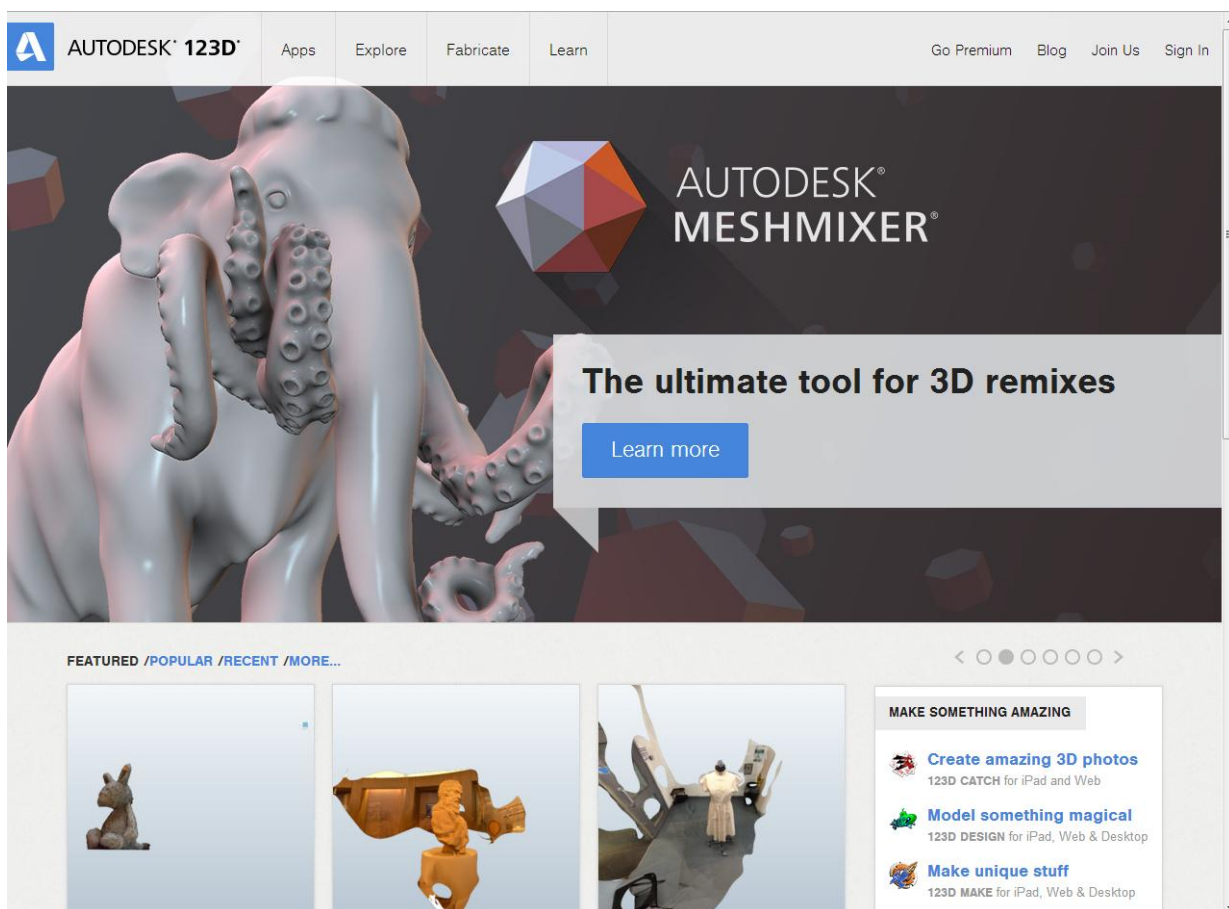 AUTODESK® 123D® Apps Explore Fabricate Learn Go Premium Blog Join Us Sign In
AUTODESK®
MESHMIXER®
The ultimate tool for 3D remixes
Learn more
FEATURED /POPULAR /RECENT /MORE...
MAKE SOMETHING AMAZING
Create amazing 3D photos
123D CATCH for iPad and Web
Model something magical
123D DESIGN for iPad, Web & Desktop
Make unique stuff
123D MAKE for iPad, Web & Desktop